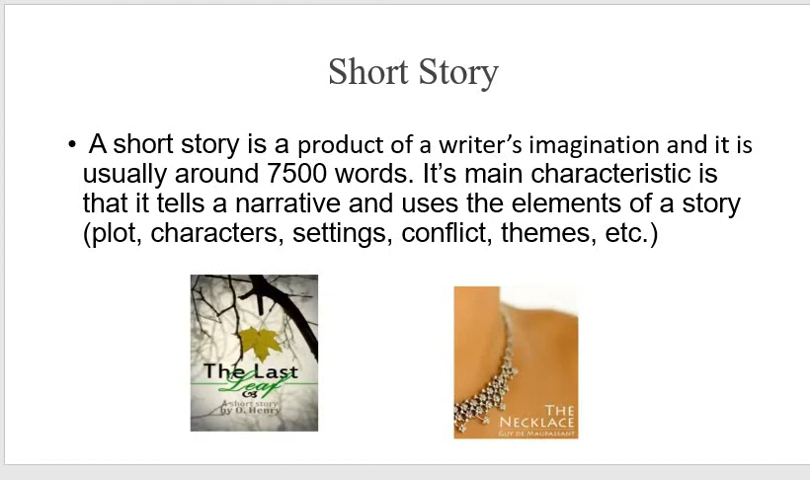 Short Story
• A short story is a product of a writer’s imagination and it is
usually around 7500 words. It’s main characteristic is
that it tells a narrative and uses the elements of a story
(plot, characters, settings, conflict, themes, etc.)
The Last
Leaf
A short story
by O. Henry
THE
NECKLACE
GUY DE MAUPASSANT